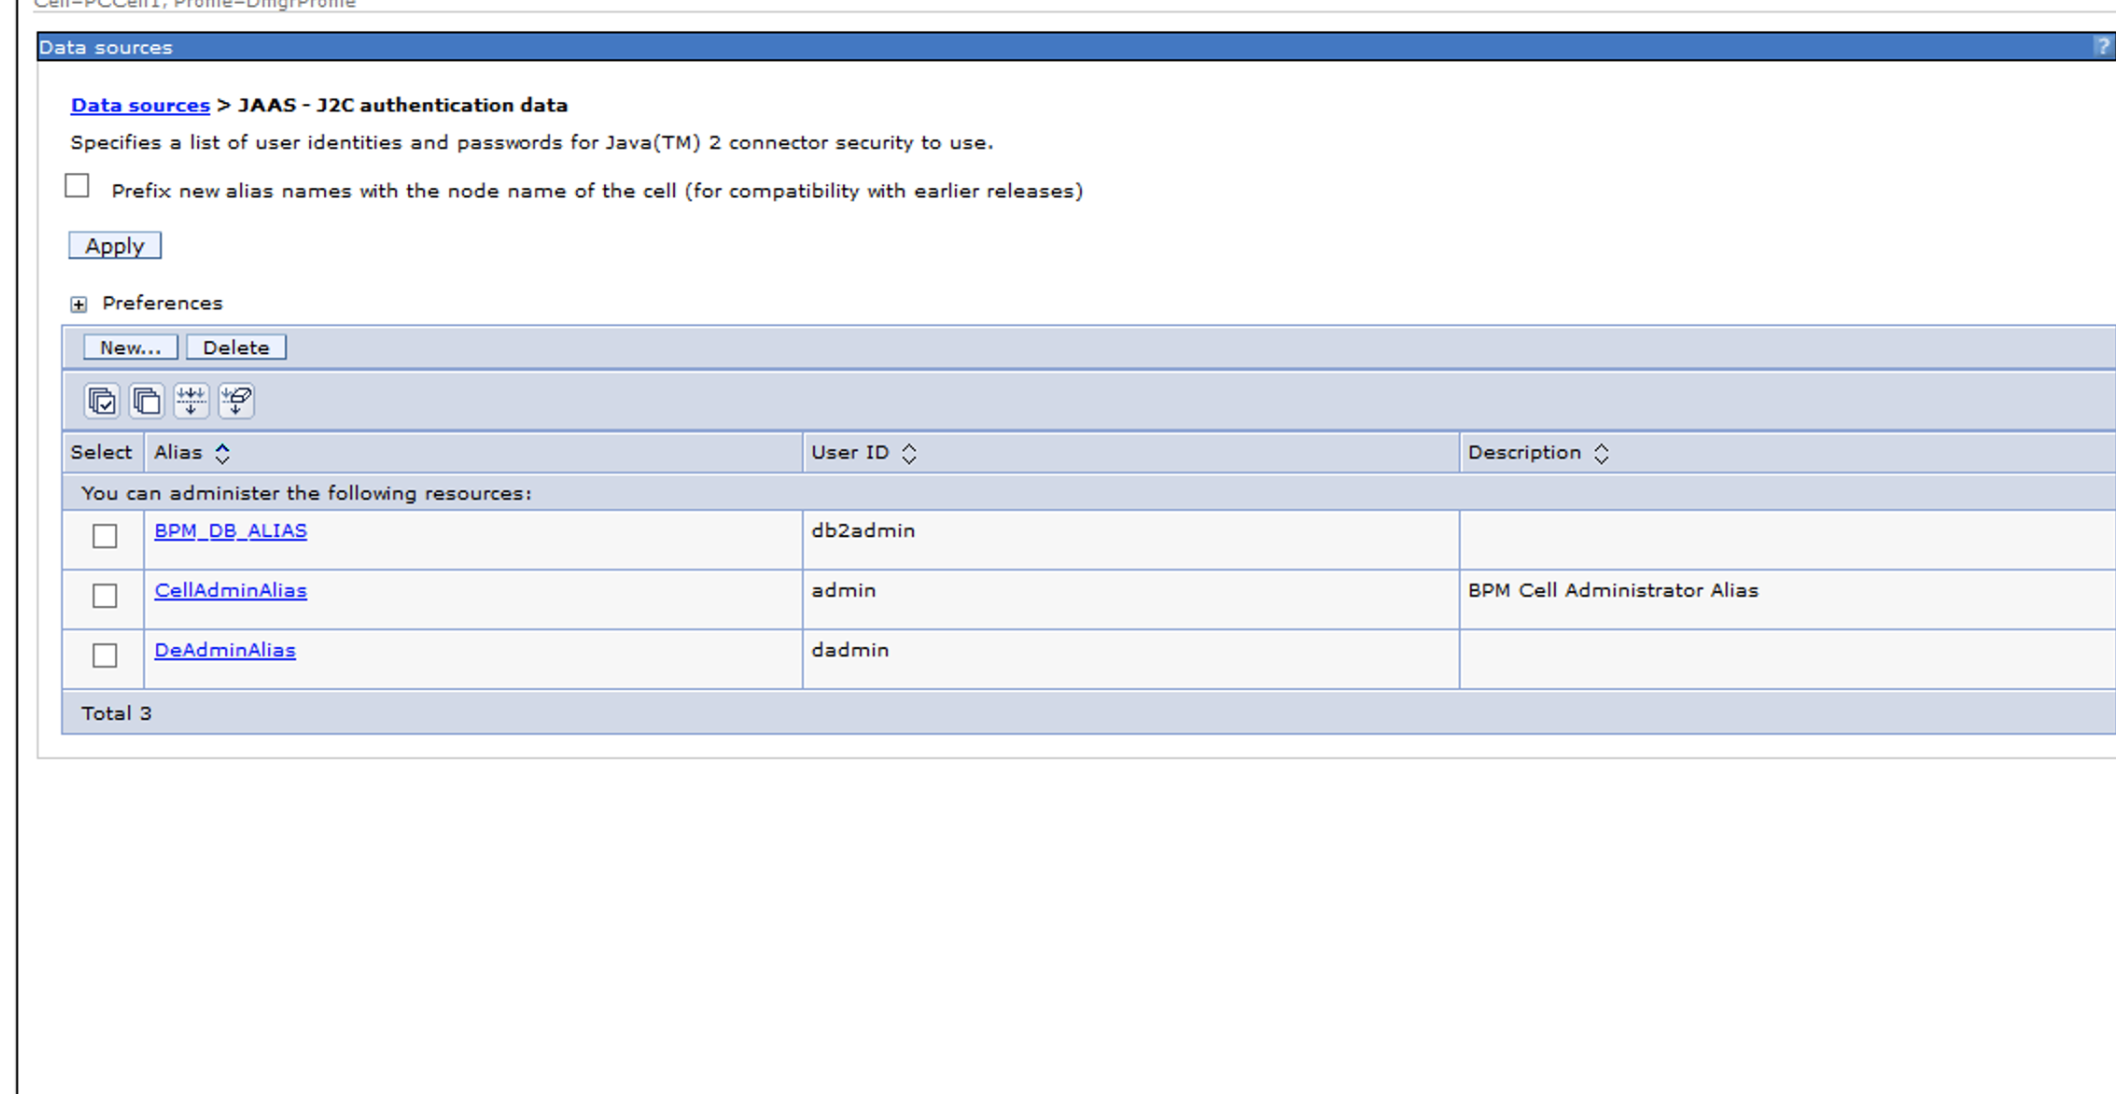 Cell=PCCell1, Profile=DmgrProfile
Data sources ?
Data sources > JAAS - J2C authentication data
Specifies a list of user identities and passwords for Java(TM) 2 connector security to use.
Prefix new alias names with the node name of the cell (for compatibility with earlier releases)
Apply
Preferences
New... Delete
Select Alias User ID Description
You can administer the following resources:
BPM_DB_ALIAS db2admin
CellAdminAlias admin BPM Cell Administrator Alias
DeAdminAlias dadmin
Total 3